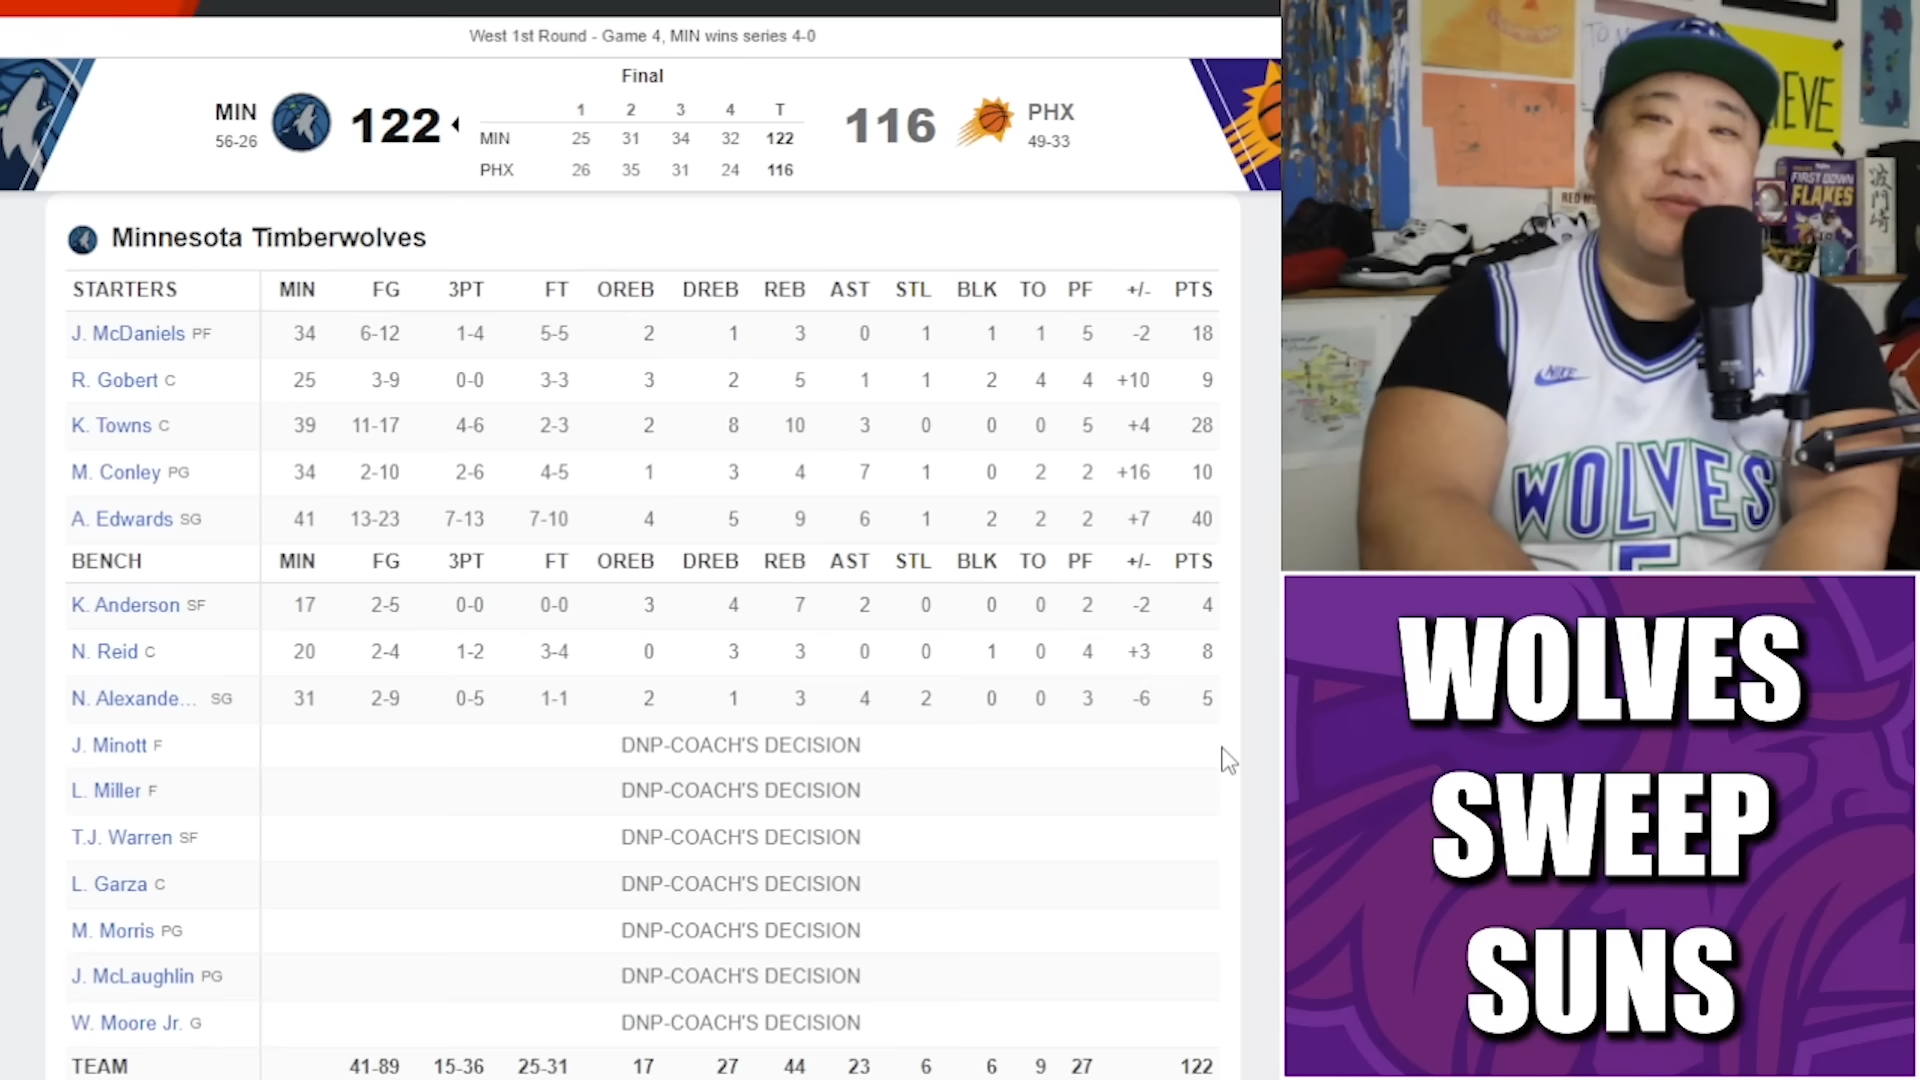 West 1st Round - Game 4, MIN wins series 4-0
Final
MIN 56-26 122
1 2 3 4 T
MIN 25 31 34 32 122
PHX 26 35 31 24 116
116 PHX 49-33
Minnesota Timberwolves
STARTERS MIN FG 3PT FT OREB DREB REB AST STL BLK TO PF +/- PTS
J. McDaniels PF 34 6-12 1-4 5-5 2 1 3 0 1 1 1 5 -2 18
R. Gobert C 25 3-9 0-0 3-3 3 2 5 1 1 2 4 4 +10 9
K. Towns C 39 11-17 4-6 2-3 2 8 10 3 0 0 0 5 +4 28
M. Conley PG 34 2-10 2-6 4-5 1 3 4 7 1 0 2 2 +16 10
A. Edwards SG 41 13-23 7-13 7-10 4 5 9 6 1 2 2 2 +7 40
BENCH MIN FG 3PT FT OREB DREB REB AST STL BLK TO PF +/- PTS
K. Anderson SF 17 2-5 0-0 0-0 3 4 7 2 0 0 0 2 -2 4
N. Reid C 20 2-4 1-2 3-4 0 3 3 0 0 1 0 4 +3 8
N. Alexande... SG 31 2-9 0-5 1-1 2 1 3 4 2 0 0 3 -6 5
J. Minott F DNP-COACH'S DECISION
L. Miller F DNP-COACH'S DECISION
T.J. Warren SF DNP-COACH'S DECISION
L. Garza C DNP-COACH'S DECISION
M. Morris PG DNP-COACH'S DECISION
J. McLaughlin PG DNP-COACH'S DECISION
W. Moore Jr. G DNP-COACH'S DECISION
TEAM 41-89 15-36 25-31 17 27 44 23 6 6 9 27 122
EVE
FIRST DOWN
FLAKES
NIKE
WOLVES
WOLVES
SWEEP
SUNS